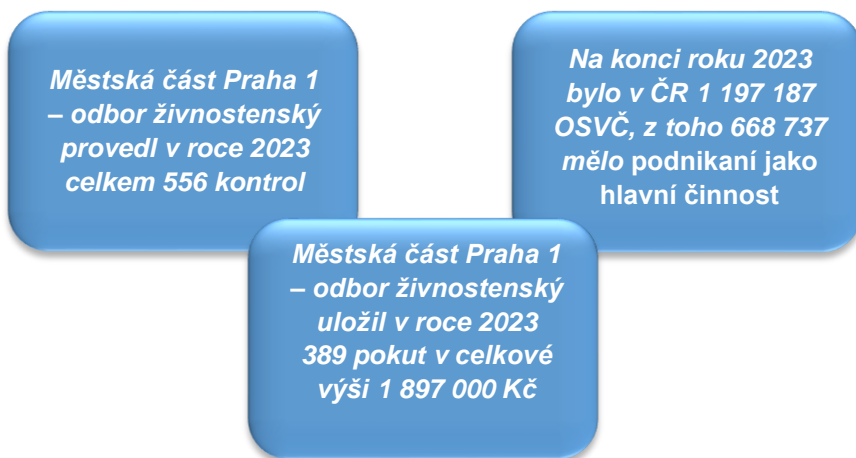 Městská část Praha 1
– odbor živnostenský
provedl v roce 2023
celkem 556 kontrol
Na konci roku 2023
bylo v ČR 1 197 187
OSVČ, z toho 668 737
mělo podnikaní jako
hlavní činnost
Městská část Praha 1
– odbor živnostenský
uložil v roce 2023
389 pokut v celkové
výši 1 897 000 Kč